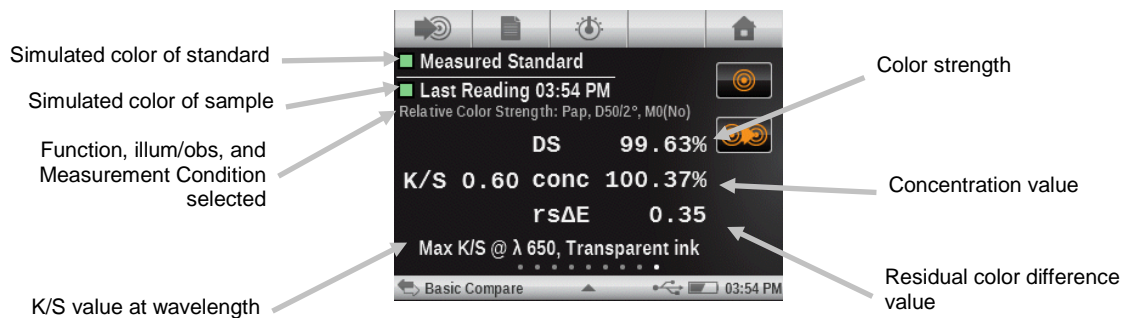 Simulated color of standard
Simulated color of sample
Function, illum/obs, and
Measurement Condition
selected
K/S value at wavelength
Measured Standard
Last Reading 03:54 PM
Relative Color Strength: Pap, D50/2°, M0(No)
DS 99.63%
K/S 0.60 conc 100.37%
rsΔE 0.35
Max K/S @ λ 650, Transparent ink
Basic Compare 03:54 PM
Color strength
Concentration value
Residual color difference
value